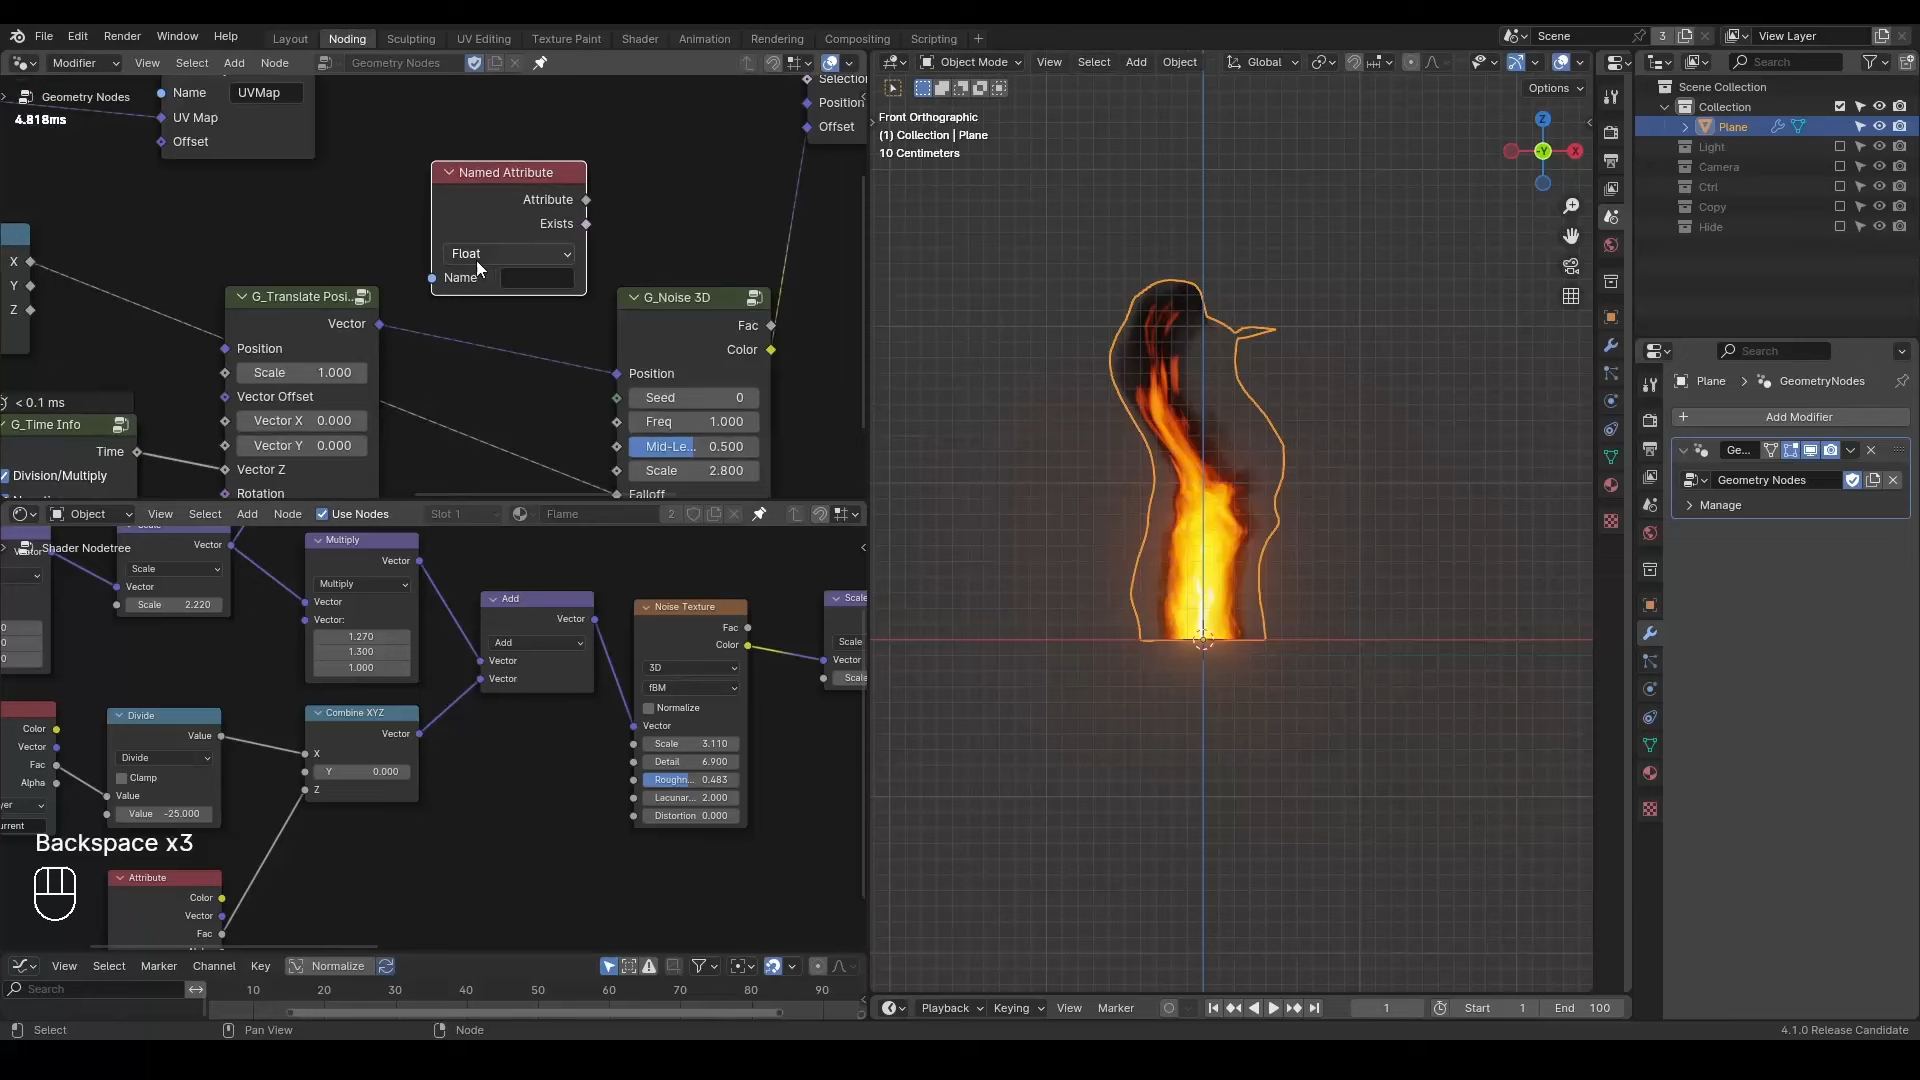 File Edit Render Window Help Layout Noding Sculpting UV Editing Texture Paint Shader Animation Rendering Compositing Scripting + Scene 3 View Layer
Modifier View Select Add Node Geometry Nodes
Geometry Nodes
4.818ms
Name UVMap
UV Map
Offset
Selection
Position
Offset
Named Attribute
Attribute
Exists
Float
Name
X
Y
Z
G_Translate Posi..
Vector
Position
Scale 1.000
Vector Offset
Vector X 0.000
Vector Y 0.000
Vector Z
Rotation
< 0.1 ms
G_Time Info
Time
Division/Multiply
G_Noise 3D
Fac
Color
Position
Seed 0
Freq 1.000
Mid-Le... 0.500
Scale 2.800
Falloff
Object View Select Add Node Use Nodes Slot 1 Flame 2
Shader Nodetree
Vector
Scale
Vector
Scale 2.220
Multiply
Vector
Multiply
Vector
Vector:
1.270
1.300
1.000
Add
Vector
Add
Vector
Vector
Noise Texture
Fac
Color
3D
fBM
Normalize
Vector
Scale 3.110
Detail 6.900
Roughn... 0.483
Lacunar... 2.000
Distortion 0.000
Scale
Scale
Vector
Scale
Color
Vector
Fac
Alpha
Divide
Value
Divide
Clamp
Value
Value -25.000
Combine XYZ
Vector
X
Y 0.000
Z
Attribute
Color
Vector
Fac
Backspace x3
View Select Marker Channel Key Normalize
Search 10 20 30 40 50 60 70 80 90
Select Pan View Node
Object Mode View Select Add Object Global
Options
Front Orthographic
(1) Collection | Plane
10 Centimeters
Z
-Y
X
Playback Keying View Marker 1 Start 1 End 100
Search
Scene Collection
Collection
Plane
Light
Camera
Ctrl
Copy
Hide
Search
Plane > GeometryNodes
+ Add Modifier
Ge...
Geometry Nodes
Manage
4.1.0 Release Candidate